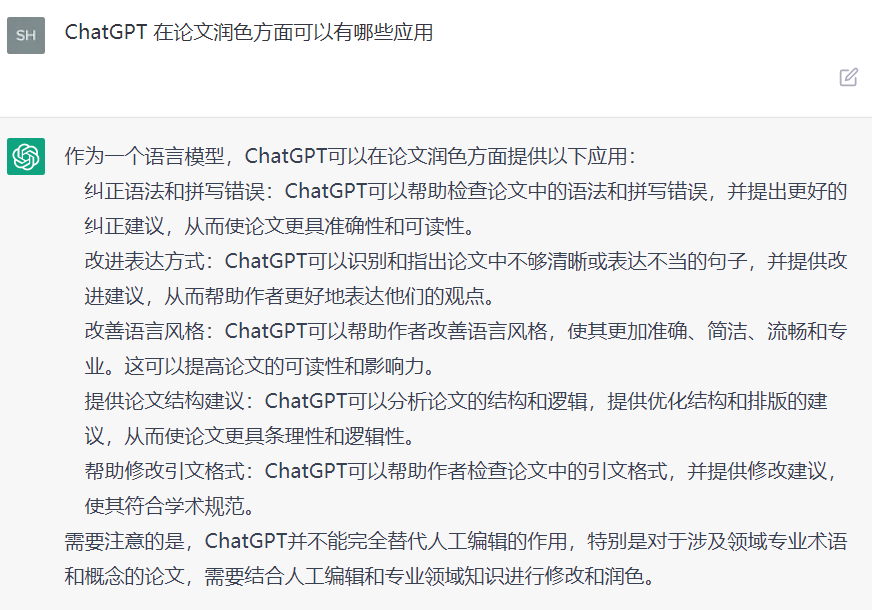 SH
ChatGPT 在论文润色方面可以有哪些应用
作为一个语言模型，ChatGPT可以在论文润色方面提供以下应用：
纠正语法和拼写错误：ChatGPT可以帮助检查论文中的语法和拼写错误，并提出更好的
纠正建议，从而使论文更具准确性和可读性。
改进表达方式：ChatGPT可以识别和指出论文中不够清晰或表达不当的句子，并提供改
进建议，从而帮助作者更好地表达他们的观点。
改善语言风格：ChatGPT可以帮助作者改善语言风格，使其更加准确、简洁、流畅和专
业。这可以提高论文的可读性和影响力。
提供论文结构建议：ChatGPT可以分析论文的结构和逻辑，提供优化结构和排版的建
议，从而使论文更具条理性和逻辑性。
帮助修改引文格式：ChatGPT可以帮助作者检查论文中的引文格式，并提供修改建议，
使其符合学术规范。
需要注意的是，ChatGPT并不能完全替代人工编辑的作用，特别是对于涉及领域专业术语
和概念的论文，需要结合人工编辑和专业领域知识进行修改和润色。